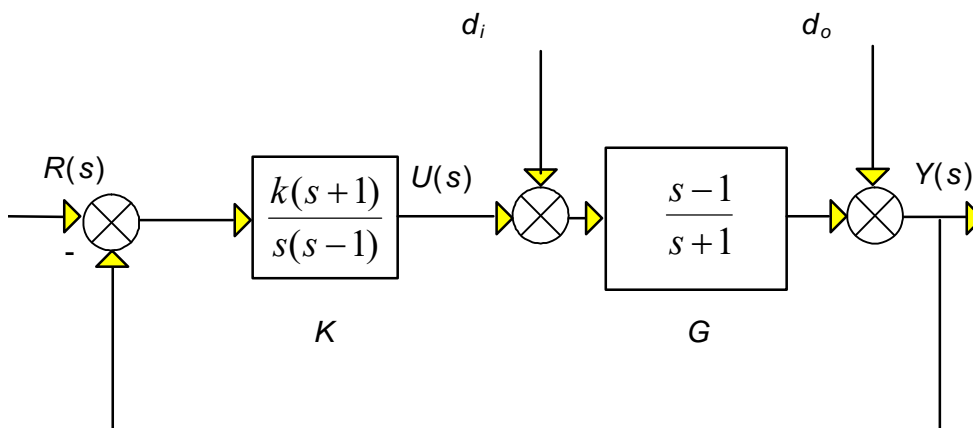 d_i
d_o
R(s)
k(s+1)
s(s−1)
U(s)
s−1
s+1
Y(s)
-
K
G